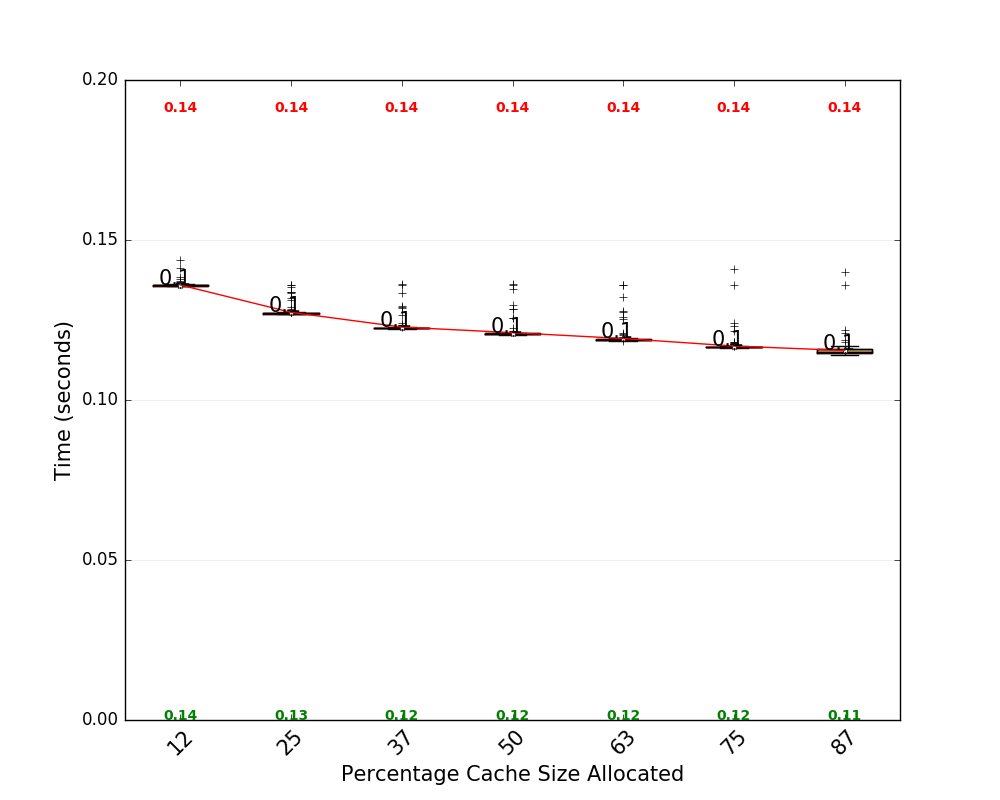 0.20
0.14 0.14 0.14 0.14 0.14 0.14 0.14
0.15
0.1 0.1 0.1 0.1 0.1 0.1 0.1
0.10
0.05
0.00
0.14 0.13 0.12 0.12 0.12 0.12 0.11
12 25 37 50 63 75 87
Time (seconds)
Percentage Cache Size Allocated